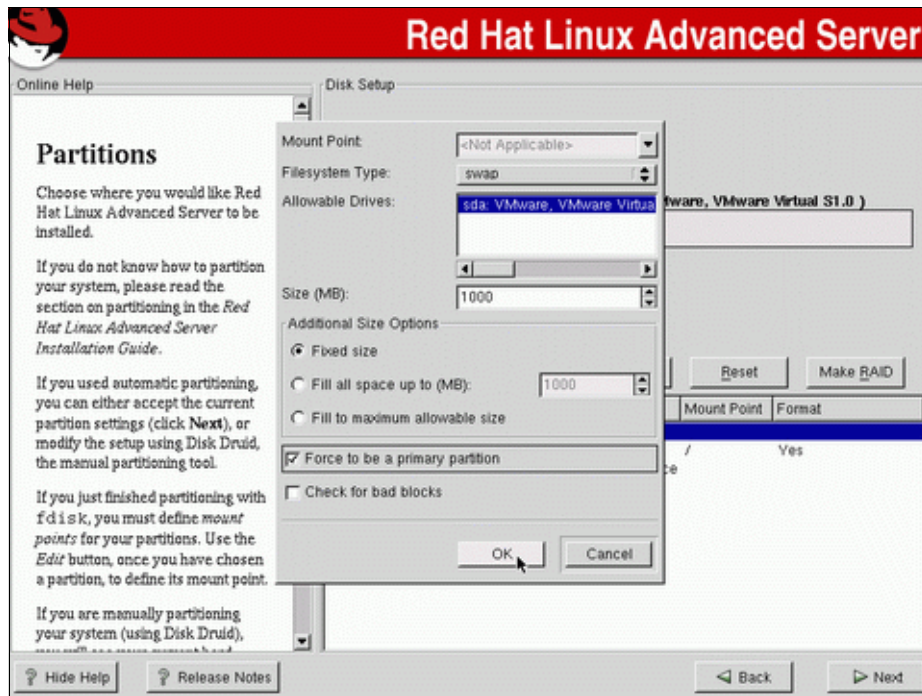 Red Hat Linux Advanced Server
Online Help
Partitions
Choose where you would like Red
Hat Linux Advanced Server to be
installed.
If you do not know how to partition
your system, please read the
section on partitioning in the Red
Hat Linux Advanced Server
Installation Guide.
If you used automatic partitioning,
you can either accept the current
partition settings (click Next), or
modify the setup using Disk Druid,
the manual partitioning tool.
If you just finished partitioning with
fdisk, you must define mount
points for your partitions. Use the
Edit button, once you have chosen
a partition, to define its mount point.
If you are manually partitioning
your system (using Disk Druid),
Disk Setup
Mount Point:
<Not Applicable>
Filesystem Type:
swap
Allowable Drives:
sda: VMware, VMware Virtua
Size (MB):
1000
Additional Size Options
Fixed size
Fill all space up to (MB):
1000
Fill to maximum allowable size
Force to be a primary partition
Check for bad blocks
OK
Cancel
ware, VMware Virtual S1.0 )
Reset
Make RAID
Mount Point
Format
/
Yes
Hide Help
Release Notes
Back
Next